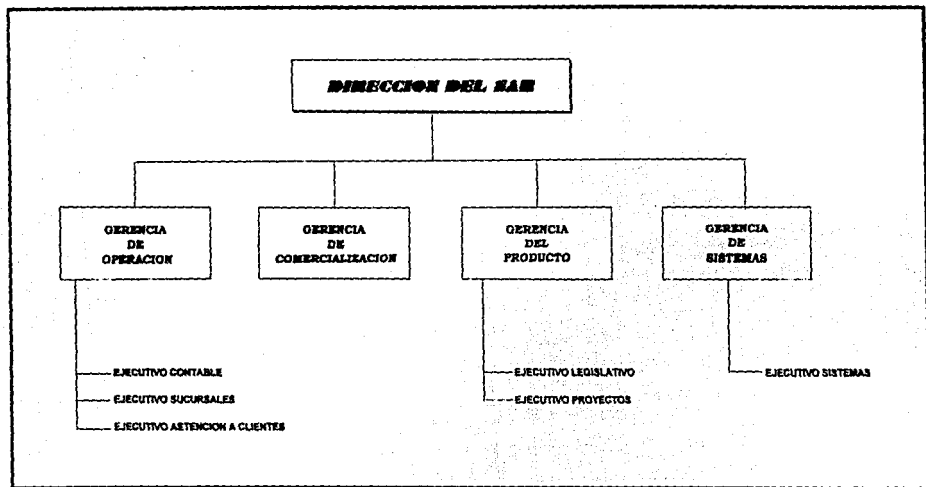 DIRECCION DEL SAR
GERENCIA
DE
OPERACION
GERENCIA
DE
COMERCIALIZACION
GERENCIA
DEL
PRODUCTO
GERENCIA
DE
SISTEMAS
EJECUTIVO CONTABLE
EJECUTIVO SUCURSALES
EJECUTIVO ASTENCION A CLIENTES
EJECUTIVO LEGISLATIVO
EJECUTIVO PROYECTOS
EJECUTIVO SISTEMAS